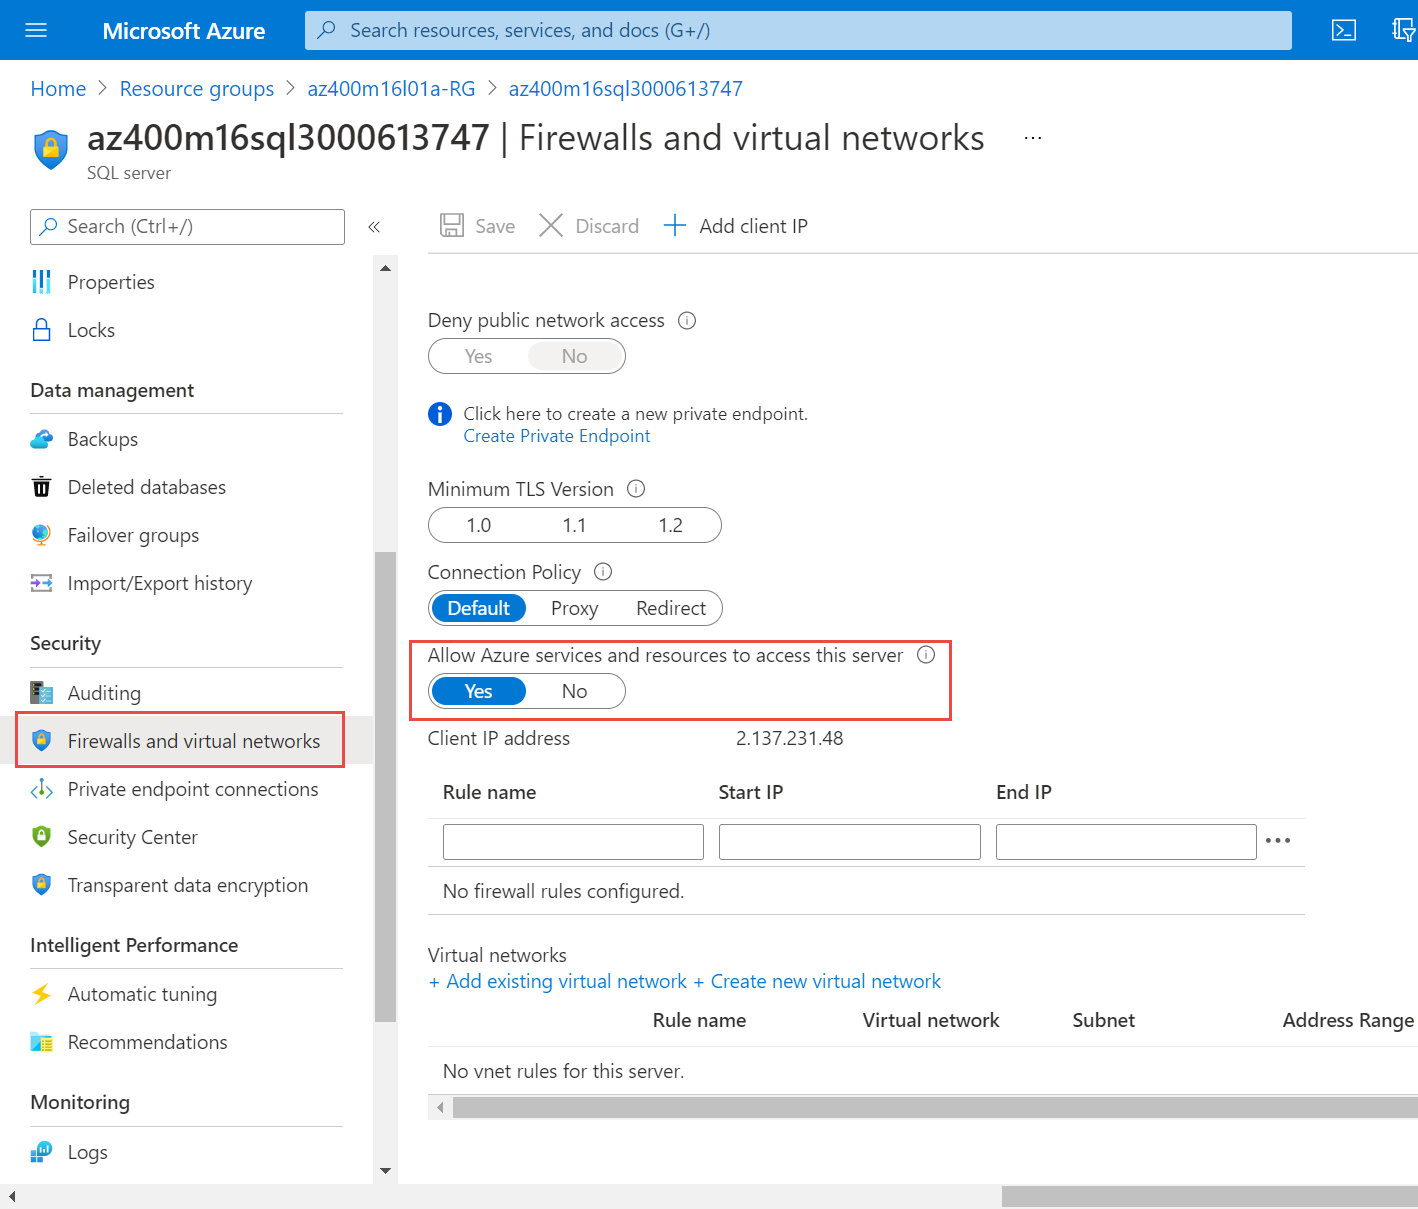 Microsoft Azure
Search resources, services, and docs (G+/)
Home > Resource groups > az400m16l01a-RG > az400m16sql3000613747
az400m16sql3000613747 | Firewalls and virtual networks ...
SQL server
Search (Ctrl+/)
«
Properties
Locks
Data management
Backups
Deleted databases
Failover groups
Import/Export history
Security
Auditing
Firewalls and virtual networks
Private endpoint connections
Security Center
Transparent data encryption
Intelligent Performance
Automatic tuning
Recommendations
Monitoring
Logs
Save Discard Add client IP
Deny public network access
Yes No
Click here to create a new private endpoint.
Create Private Endpoint
Minimum TLS Version
1.0 1.1 1.2
Connection Policy
Default Proxy Redirect
Allow Azure services and resources to access this server
Yes No
Client IP address 2.137.231.48
Rule name Start IP End IP
No firewall rules configured.
Virtual networks
+ Add existing virtual network + Create new virtual network
Rule name Virtual network Subnet Address Range
No vnet rules for this server.